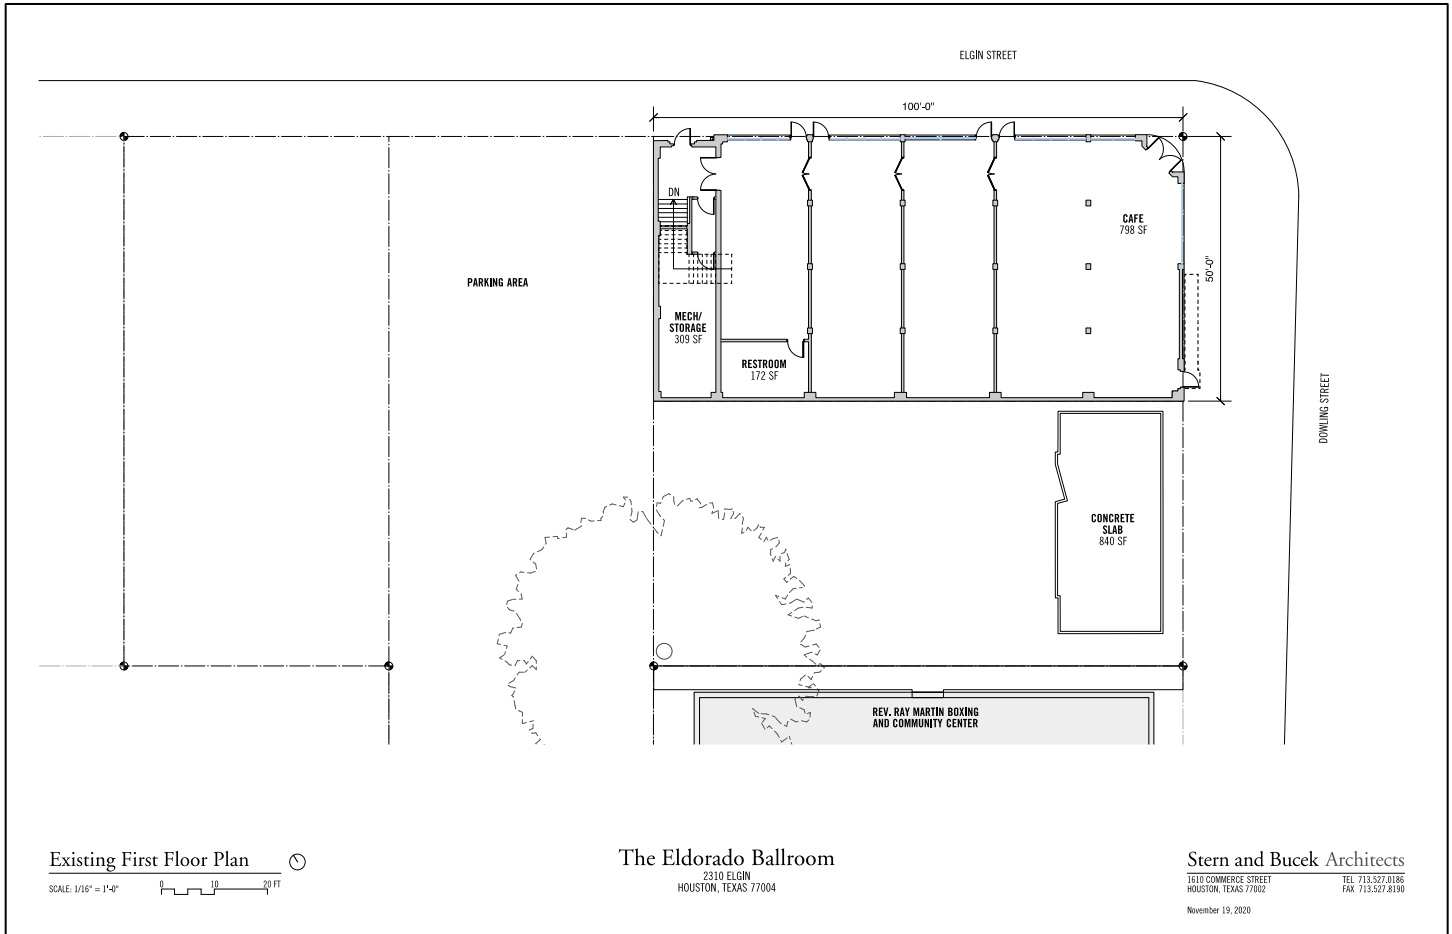 ELGIN STREET
100'-0"
DN
CAFE
798 SF
50'-0"
PARKING AREA
MECH/
STORAGE
309 SF
RESTROOM
172 SF
DOWLING STREET
CONCRETE
SLAB
840 SF
REV. RAY MARTIN BOXING
AND COMMUNITY CENTER
Existing First Floor Plan
SCALE: 1/16" = 1'-0"
0 10 20 FT
The Eldorado Ballroom
2310 ELGIN
HOUSTON, TEXAS 77004
Stern and Bucek Architects
1610 COMMERCE STREET TEL 713.527.0186
HOUSTON, TEXAS 77002 FAX 713.527.8190
November 19, 2020